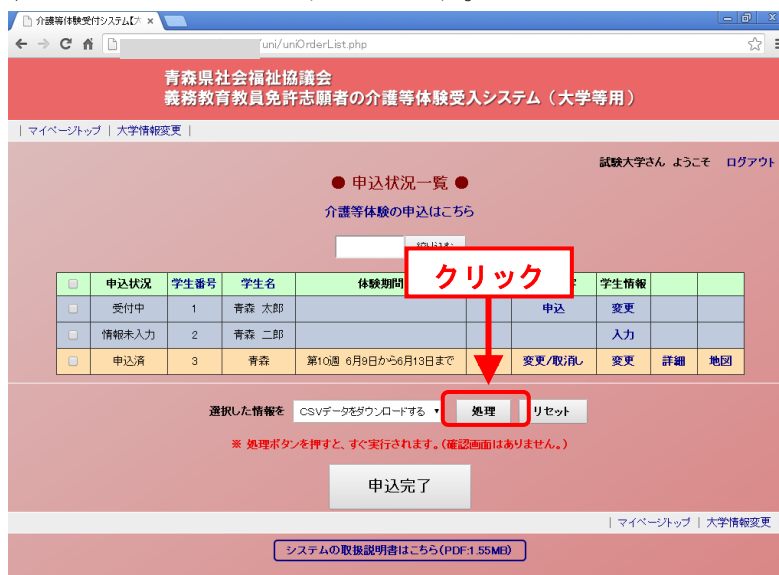 介護等体験受付システム【大 ×
/uni/uniOrderList.php
青森県社会福祉協議会
義務教育教員免許志願者の介護等体験受入システム（大学等用）
| マイページトップ | 大学情報変更 |
試験大学さん ようこそ ログアウト
● 申込状況一覧 ●
介護等体験の申込はこちら
クリック
申込状況 学生番号 学生名 体験期間 学生情報
受付中 1 青森 太郎 申込 変更
情報未入力 2 青森 二郎 入力
申込済 3 青森 第10週 6月9日から6月13日まで 変更/取消し 変更 詳細 地図
選択した情報を CSVデータをダウンロードする ▼ 処理 リセット
※ 処理ボタンを押すと、すぐ実行されます。(確認画面はありません。)
申込完了
| マイページトップ | 大学情報変更
システムの取扱説明書はこちら(PDF:1.55MB)